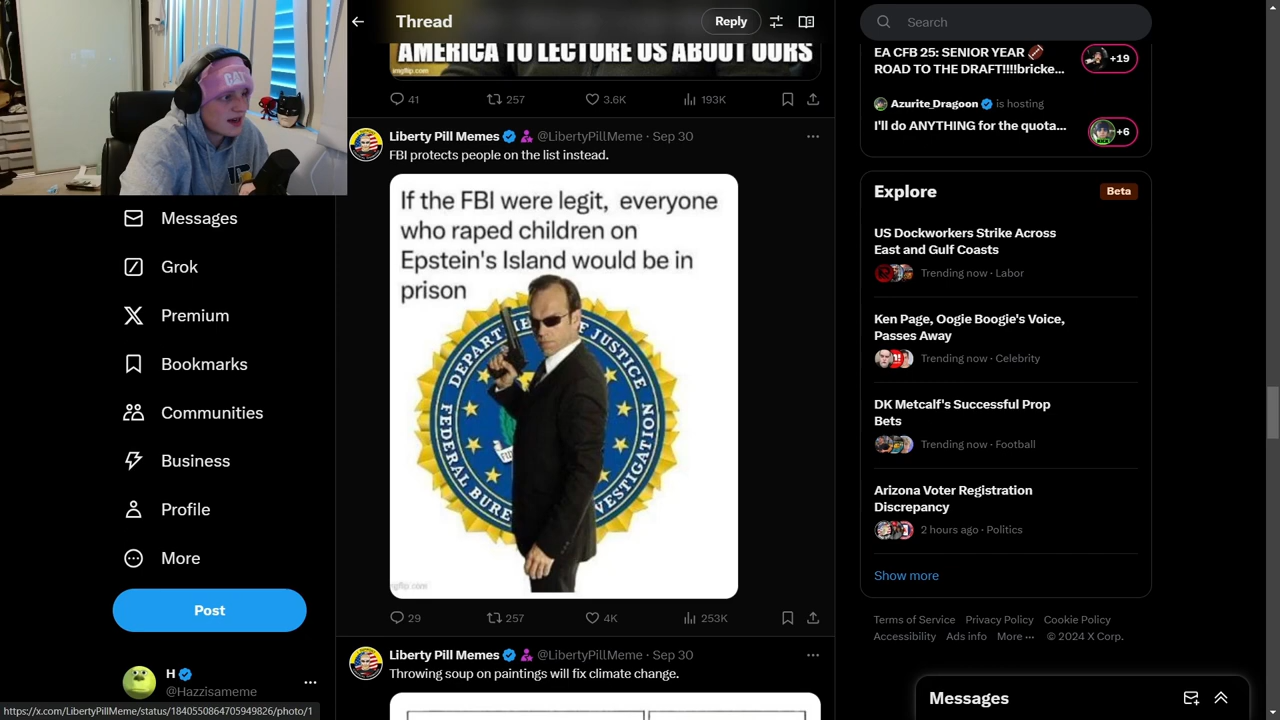 CAT
Messages
Grok
Premium
Bookmarks
Communities
Business
Profile
More
Post
H
@Hazzisameme
https://x.com/LibertyPillMeme/status/1840550864705949826/photo/1
Thread
Reply
AMERICA TO LECTURE US ABOUT OURS
imgflip.com
41
257
3.6K
193K
Liberty Pill Memes @LibertyPillMeme · Sep 30
FBI protects people on the list instead.
If the FBI were legit, everyone
who raped children on
Epstein's Island would be in
prison
imgflip.com
29
257
4K
253K
Liberty Pill Memes @LibertyPillMeme · Sep 30
Throwing soup on paintings will fix climate change.
Search
EA CFB 25: SENIOR YEAR 🏈
ROAD TO THE DRAFT!!!!bricke...
+19
Azurite_Dragoon is hosting
I'll do ANYTHING for the quota...
+6
Explore
Beta
US Dockworkers Strike Across
East and Gulf Coasts
Trending now · Labor
Ken Page, Oogie Boogie's Voice,
Passes Away
Trending now · Celebrity
DK Metcalf's Successful Prop
Bets
Trending now · Football
Arizona Voter Registration
Discrepancy
2 hours ago · Politics
Show more
Terms of Service Privacy Policy Cookie Policy
Accessibility Ads info More ··· © 2024 X Corp.
Messages